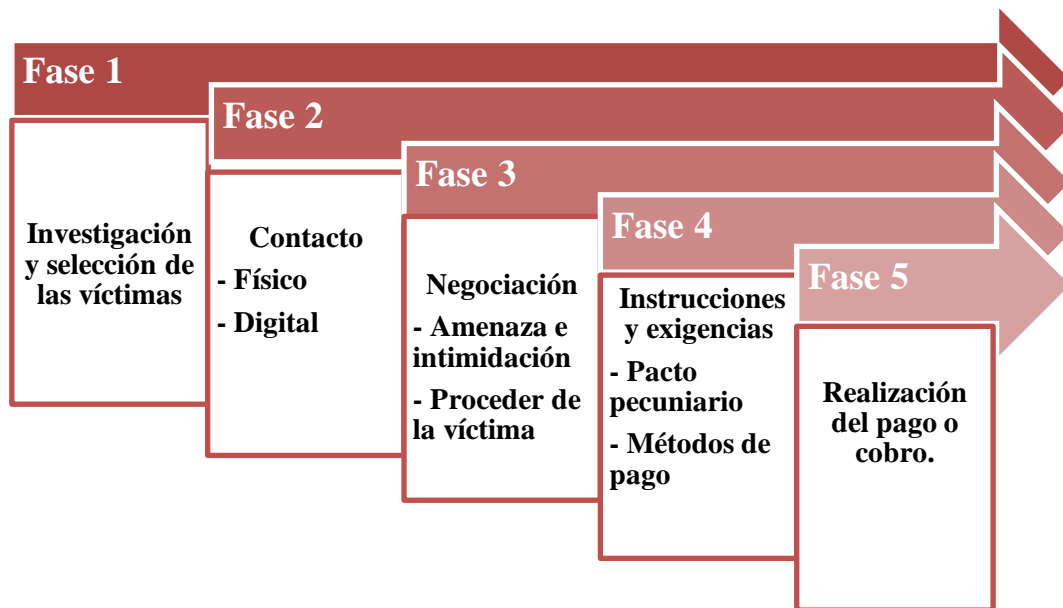 Fase 1
Investigación
y selección de
las víctimas
Fase 2
Contacto
- Físico
- Digital
Fase 3
Negociación
- Amenaza e
intimidación
- Proceder de
la víctima
Fase 4
Instrucciones
y exigencias
- Pacto
pecuniario
- Métodos de
pago
Fase 5
Realización
del pago o
cobro.